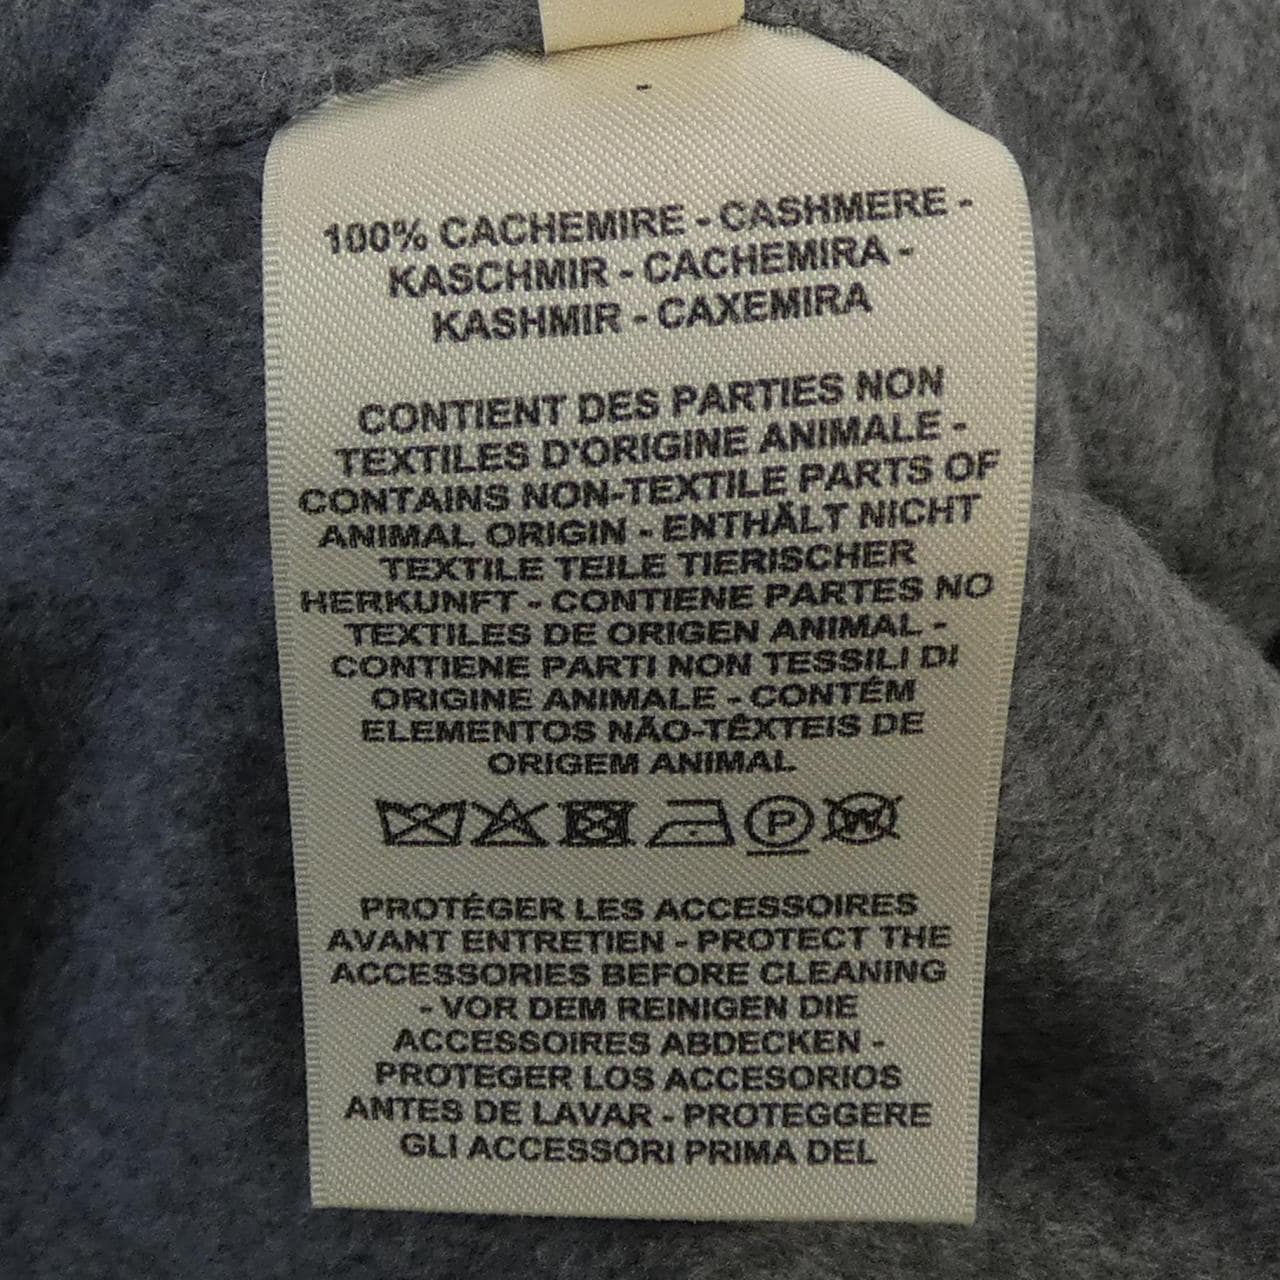 100% CACHEMIRE - CASHMERE -
KASCHMIR - CACHEMIRA -
KASHMIR - CAXEMIRA
CONTIENT DES PARTIES NON
TEXTILES D'ORIGINE ANIMALE -
CONTAINS NON-TEXTILE PARTS OF
ANIMAL ORIGIN - ENTHÄLT NICHT
TEXTILE TEILE TIERISCHER
HERKUNFT - CONTIENE PARTES NO
TEXTILES DE ORIGEN ANIMAL -
CONTIENE PARTI NON TESSILI DI
ORIGINE ANIMALE - CONTÉM
ELEMENTOS NÃO-TÊXTEIS DE
ORIGEM ANIMAL
P W
PROTÉGER LES ACCESSOIRES
AVANT ENTRETIEN - PROTECT THE
ACCESSORIES BEFORE CLEANING
- VOR DEM REINIGEN DIE
ACCESSOIRES ABDECKEN -
PROTEGER LOS ACCESORIOS
ANTES DE LAVAR - PROTEGGERE
GLI ACCESSORI PRIMA DEL